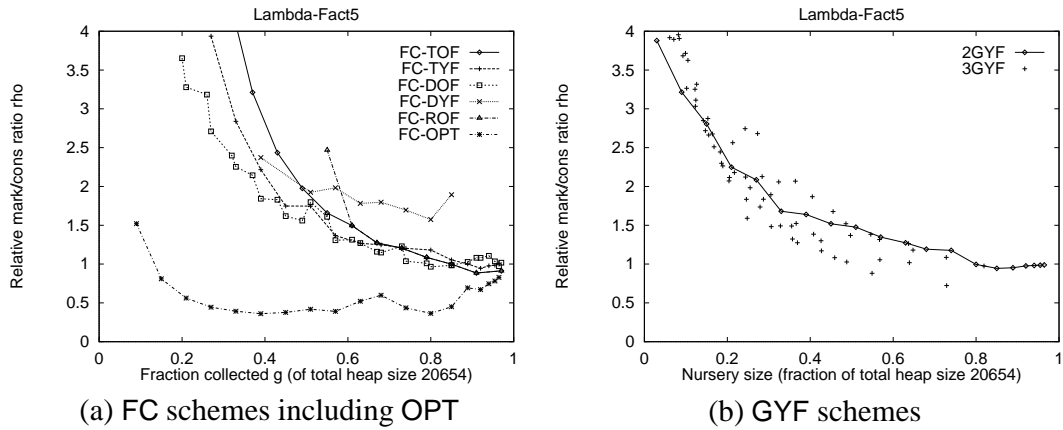 Lambda-Fact5
4
3.5
3
2.5
2
1.5
1
0.5
0
Relative mark/cons ratio rho
FC-TOF
FC-TYF
FC-DOF
FC-DYF
FC-ROF
FC-OPT
0 0.2 0.4 0.6 0.8 1
Fraction collected g (of total heap size 20654)
(a) FC schemes including OPT
Lambda-Fact5
4
3.5
3
2.5
2
1.5
1
0.5
0
Relative mark/cons ratio rho
2GYF
3GYF
0 0.2 0.4 0.6 0.8 1
Nursery size (fraction of total heap size 20654)
(b) GYF schemes